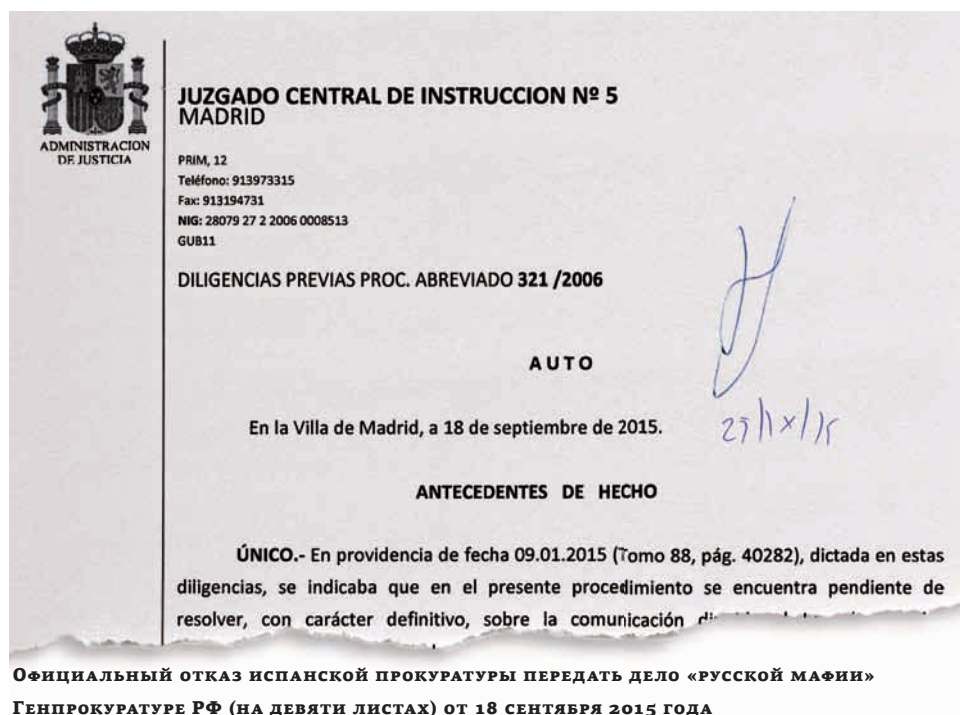 ADMINISTRACION
DE JUSTICIA
JUZGADO CENTRAL DE INSTRUCCION Nº 5
MADRID
PRIM, 12
Teléfono: 913973315
Fax: 913194731
NIG: 28079 27 2 2006 0008513
GUB11
DILIGENCIAS PREVIAS PROC. ABREVIADO 321 /2006
A U T O
En la Villa de Madrid, a 18 de septiembre de 2015.
ANTECEDENTES DE HECHO
ÚNICO.- En providencia de fecha 09.01.2015 (Tomo 88, pág. 40282), dictada en estas
diligencias, se indicaba que en el presente procedimiento se encuentra pendiente de
resolver, con carácter definitivo, sobre la comunicación
Официальный отказ испанской прокуратуры передать дело «русской мафии»
Генпрокуратуре РФ (на девяти листах) от 18 сентября 2015 года